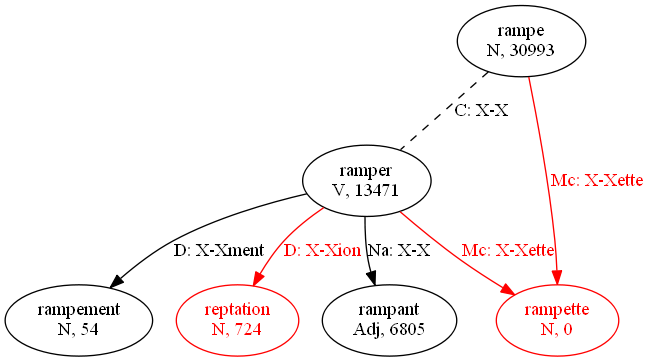 rampe
N, 30993
C: X-X
ramper
V, 13471
Mc: X-Xette
D: X-Xment
D: X-Xion
Na: X-X
Mc: X-Xette
rampement
N, 54
reptation
N, 724
rampant
Adj, 6805
rampette
N, 0